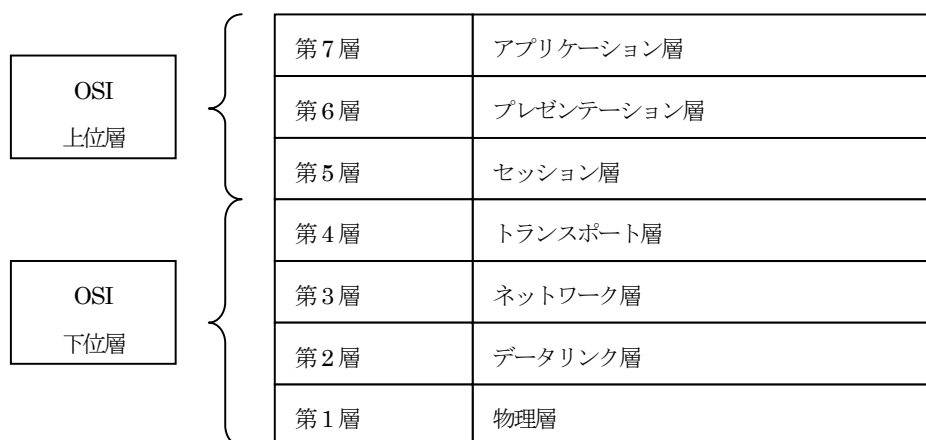 OSI
上位層
第7層 アプリケーション層
第6層 プレゼンテーション層
第5層 セッション層
OSI
下位層
第4層 トランスポート層
第3層 ネットワーク層
第2層 データリンク層
第1層 物理層